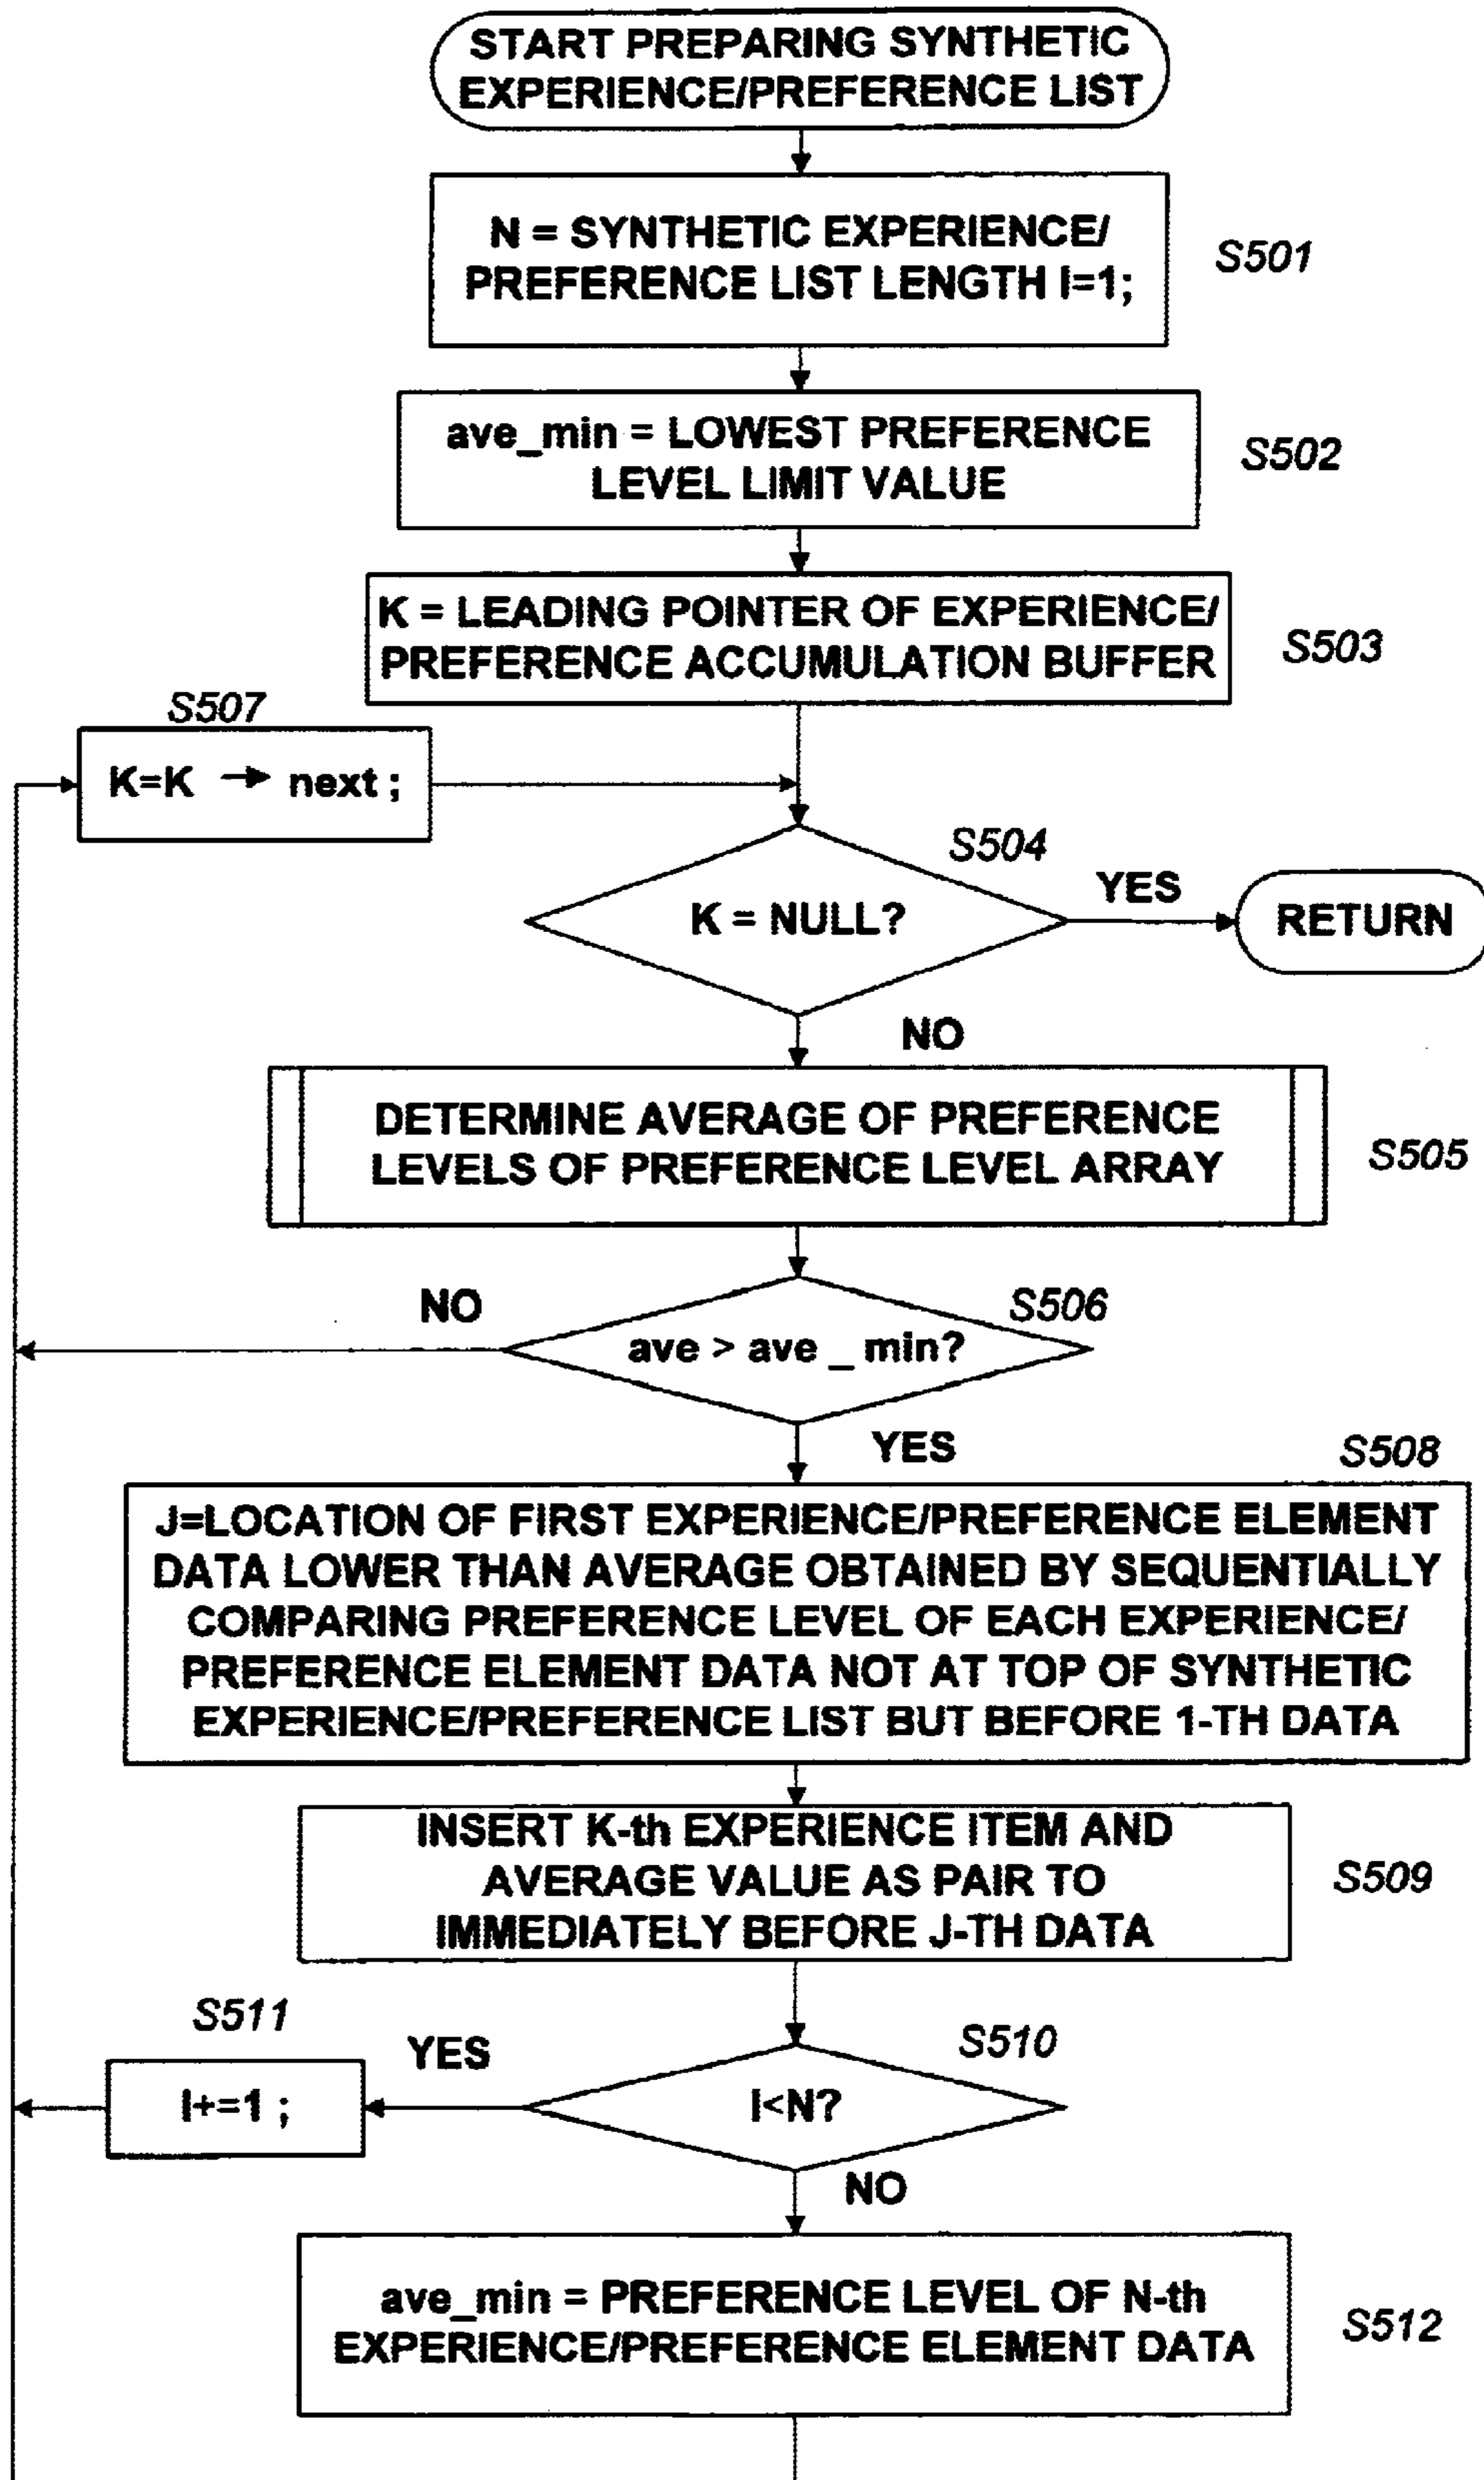 START PREPARING SYNTHETIC
EXPERIENCE/PREFERENCE LIST
N = SYNTHETIC EXPERIENCE/
PREFERENCE LIST LENGTH I=1;
S501
ave_min = LOWEST PREFERENCE
LEVEL LIMIT VALUE
S502
K = LEADING POINTER OF EXPERIENCE/
PREFERENCE ACCUMULATION BUFFER
S503
S507
K=K → next ;
S504
K = NULL?
YES
RETURN
NO
DETERMINE AVERAGE OF PREFERENCE
LEVELS OF PREFERENCE LEVEL ARRAY
S505
NO
S506
ave > ave _ min?
YES
S508
J=LOCATION OF FIRST EXPERIENCE/PREFERENCE ELEMENT
DATA LOWER THAN AVERAGE OBTAINED BY SEQUENTIALLY
COMPARING PREFERENCE LEVEL OF EACH EXPERIENCE/
PREFERENCE ELEMENT DATA NOT AT TOP OF SYNTHETIC
EXPERIENCE/PREFERENCE LIST BUT BEFORE 1-TH DATA
INSERT K-th EXPERIENCE ITEM AND
AVERAGE VALUE AS PAIR TO
IMMEDIATELY BEFORE J-TH DATA
S509
S511
YES
S510
I+=1 ;
I<N?
NO
ave_min = PREFERENCE LEVEL OF N-th
EXPERIENCE/PREFERENCE ELEMENT DATA
S512